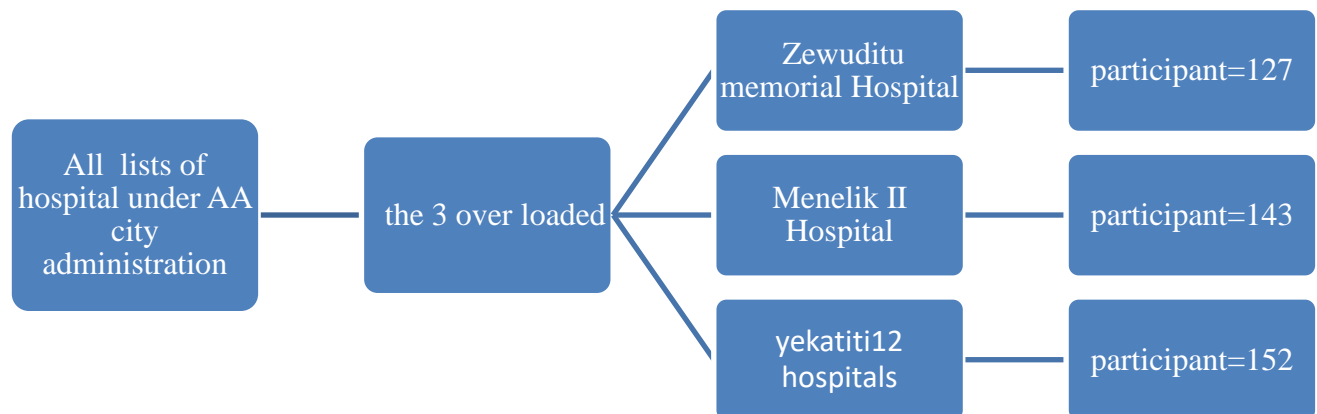 All lists of
hospital under AA
city
administration
the 3 over loaded
Zewuditu
memorial Hospital
participant=127
Menelik II
Hospital
participant=143
yekatiti12
hospitals
participant=152